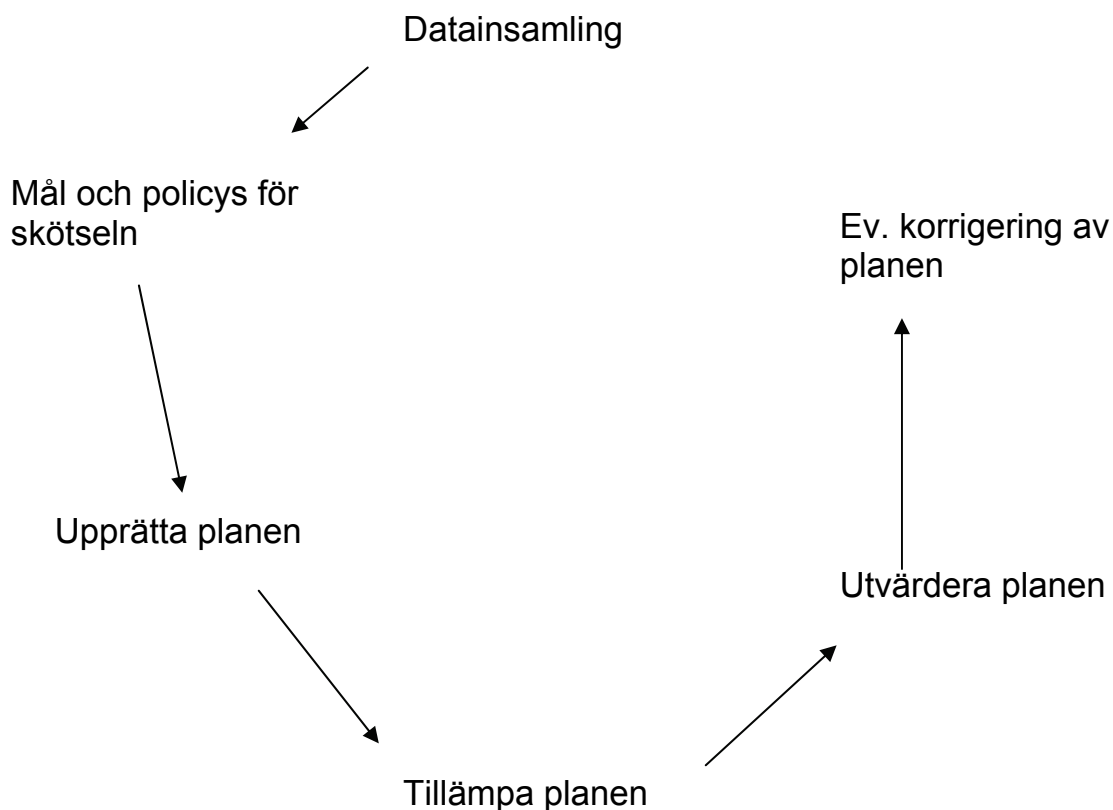 Datainsamling
Mål och policys för
skötseln
Upprätta planen
Tillämpa planen
Utvärdera planen
Ev. korrigering av
planen